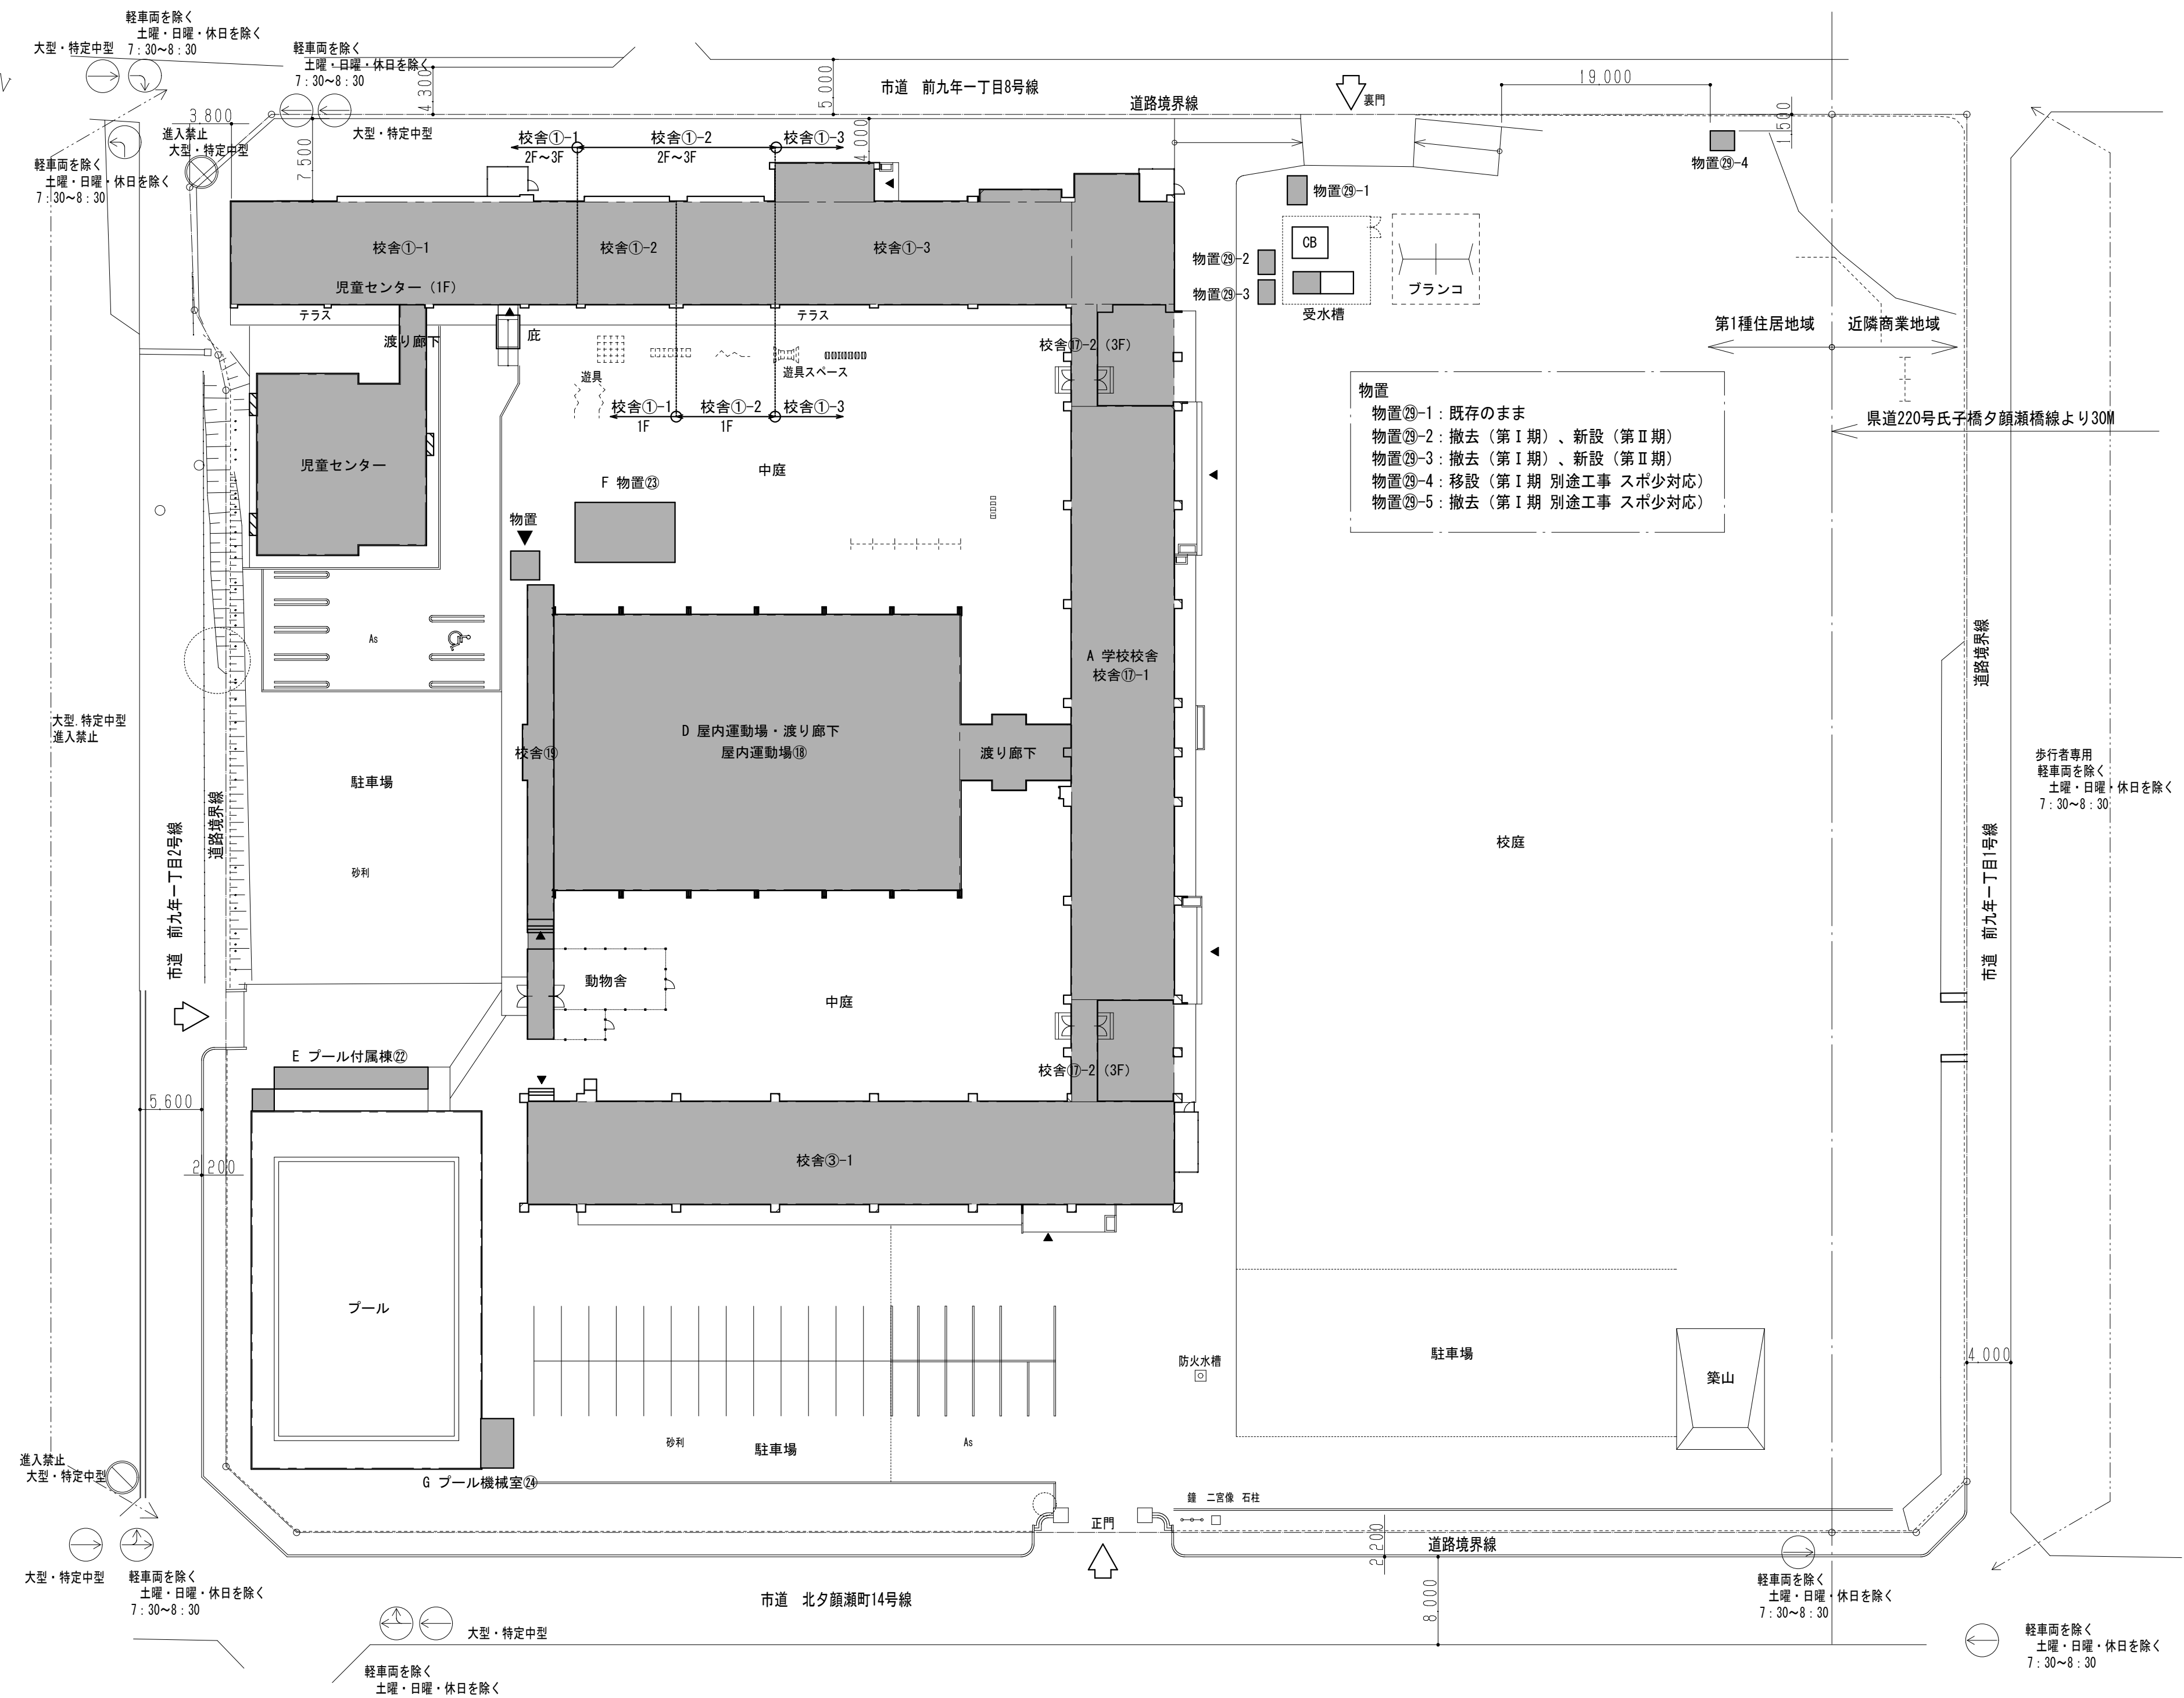 軽車両を除く
土曜・日曜・休日を除く
7：30〜8：30
大型・特定中型
軽車両を除く
土曜・日曜・休日を除く
7：30〜8：30
大型・特定中型
3,800
進入禁止
大型・特定中型
軽車両を除く
土曜・日曜・休日を除く
7：30〜8：30
4,300
7,500
5,000
4,000
市道　前九年一丁目8号線
道路境界線
裏門
19,000
1,500
物置㉙-4
校舎①-1
2F〜3F
校舎①-2
2F〜3F
校舎①-3
物置㉙-1
校舎①-1
校舎①-2
校舎①-3
児童センター（1F）
物置㉙-2
物置㉙-3
CB
受水槽
ブランコ
テラス
テラス
渡り廊下
庇
遊具
遊具スペース
校舎⑰-2（3F）
第1種住居地域
近隣商業地域
校舎①-1
1F
校舎①-2
1F
校舎①-3
県道220号氏子橋夕顔瀬橋線より30M
物置
物置㉙-1：既存のまま
物置㉙-2：撤去（第Ⅰ期）、新設（第Ⅱ期）
物置㉙-3：撤去（第Ⅰ期）、新設（第Ⅱ期）
物置㉙-4：移設（第Ⅰ期 別途工事 スポ少対応）
物置㉙-5：撤去（第Ⅰ期 別途工事 スポ少対応）
児童センター
中庭
F 物置㉓
物置
As
A 学校校舎
校舎⑰-1
道路境界線
大型.特定中型
進入禁止
D 屋内運動場・渡り廊下
屋内運動場⑱
校舎⑲
渡り廊下
駐車場
歩行者専用
軽車両を除く
土曜・日曜・休日を除く
7：30〜8：30
道路境界線
市道　前九年一丁目2号線
砂利
校庭
市道　前九年一丁目1号線
動物舎
中庭
E プール付属棟㉒
校舎⑰-2（3F）
5,600
2,200
校舎③-1
プール
防火水槽
駐車場
築山
4,000
砂利
駐車場
As
進入禁止
大型・特定中型
G プール機械室㉔
鐘　二宮像　石柱
正門
2,200
道路境界線
大型・特定中型
軽車両を除く
土曜・日曜・休日を除く
7：30〜8：30
市道　北夕顔瀬町14号線
8,000
軽車両を除く
土曜・日曜・休日を除く
7：30〜8：30
大型・特定中型
軽車両を除く
土曜・日曜・休日を除く
軽車両を除く
土曜・日曜・休日を除く
7：30〜8：30